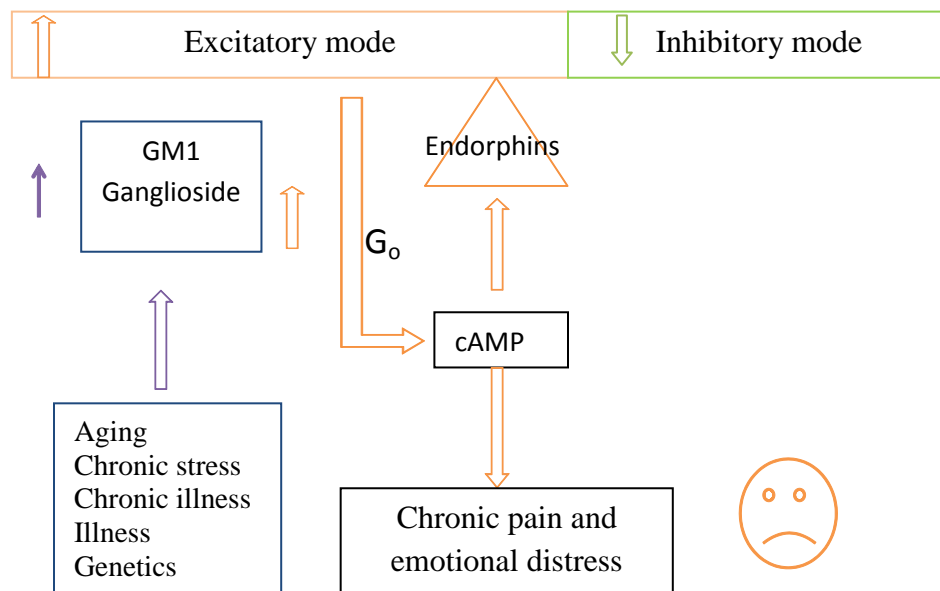 Excitatory mode
Inhibitory mode
GM1
Ganglioside
Endorphins
Gₒ
cAMP
Aging
Chronic stress
Chronic illness
Illness
Genetics
Chronic pain and
emotional distress